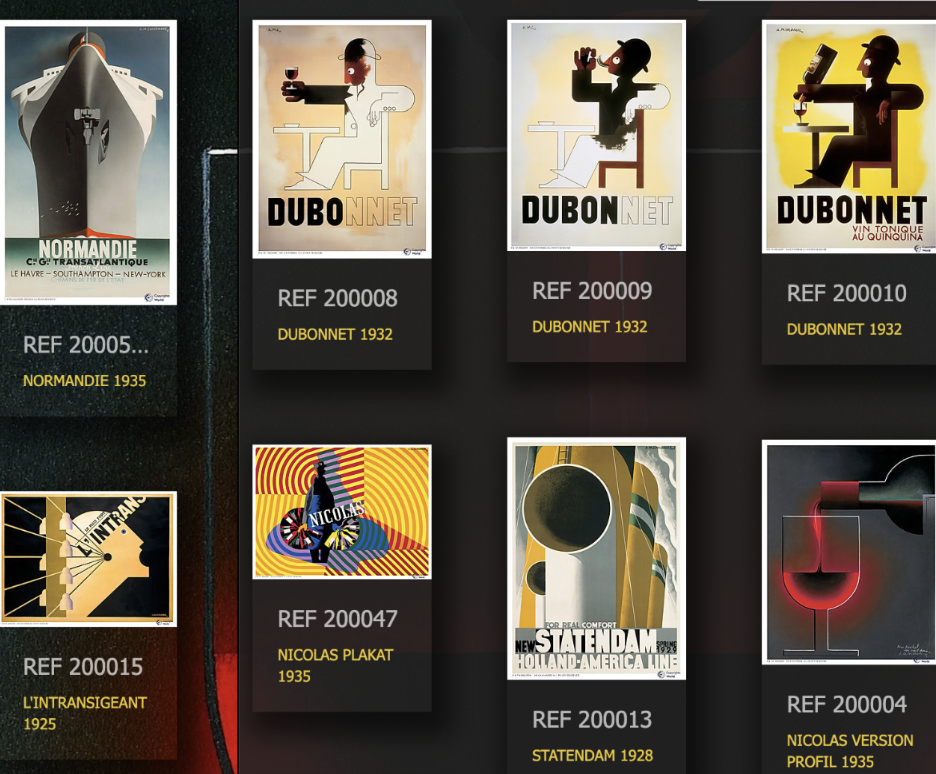 NORMANDIE
Cie Gle TRANSATLANTIQUE
LE HAVRE – SOUTHAMPTON – NEW-YORK
REF 20005...
NORMANDIE 1935
DUBONNET
REF 200008
DUBONNET 1932
DUBONNET
REF 200009
DUBONNET 1932
DUBONNET
VIN TONIQUE
AU QUINQUINA
REF 200010
DUBONNET 1932
L'INTRANS
REF 200015
L'INTRANSIGEANT
1925
NICOLAS
REF 200047
NICOLAS PLAKAT
1935
FOR REAL COMFORT
NEW STATENDAM
HOLLAND-AMERICA LINE
REF 200013
STATENDAM 1928
REF 200004
NICOLAS VERSION
PROFIL 1935